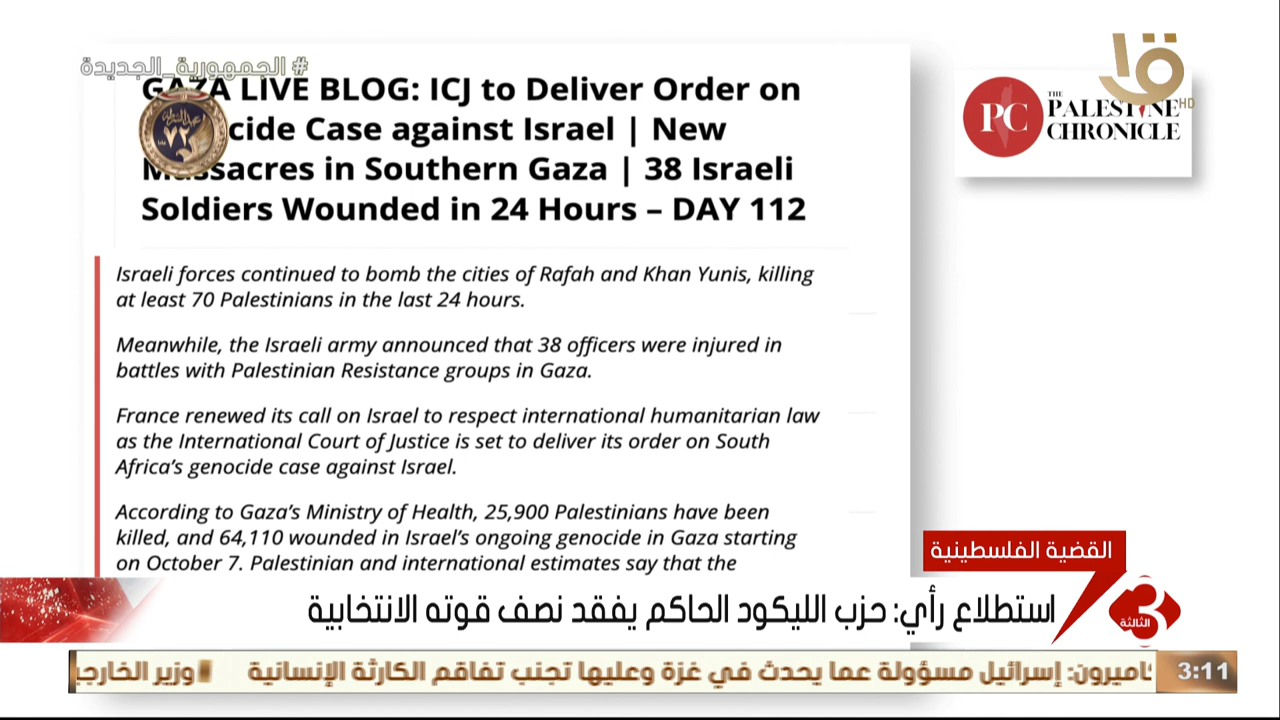 # الجمهورية_الجديدة
GAZA LIVE BLOG: ICJ to Deliver Order on
cide Case against Israel | New
Massacres in Southern Gaza | 38 Israeli
Soldiers Wounded in 24 Hours – DAY 112
عيد الشرطة
٧٢
HD
PC
THE
PALESTINE
CHRONICLE
Israeli forces continued to bomb the cities of Rafah and Khan Yunis, killing
at least 70 Palestinians in the last 24 hours.
Meanwhile, the Israeli army announced that 38 officers were injured in
battles with Palestinian Resistance groups in Gaza.
France renewed its call on Israel to respect international humanitarian law
as the International Court of Justice is set to deliver its order on South
Africa's genocide case against Israel.
According to Gaza's Ministry of Health, 25,900 Palestinians have been
killed, and 64,110 wounded in Israel's ongoing genocide in Gaza starting
on October 7. Palestinian and international estimates say that the
القضية الفلسطينية
استطلاع رأي: حزب الليكود الحاكم يفقد نصف قوته الانتخابية
3
الثالثة
كاميرون: إسرائيل مسؤولة عما يحدث في غزة وعليها تجنب تفاقم الكارثة الإنسانية وزير الخارجي
3:11